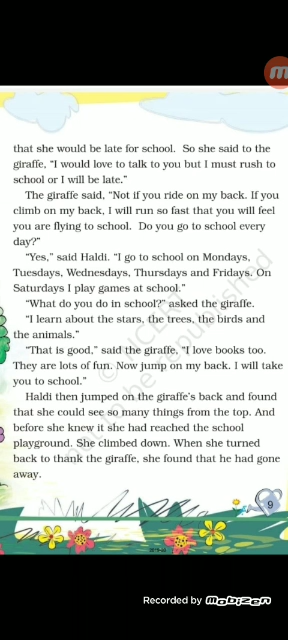 that she would be late for school. So she said to the
giraffe, “I would love to talk to you but I must rush to
school or I will be late.”
The giraffe said, “Not if you ride on my back. If you
climb on my back, I will run so fast that you will feel
you are flying to school. Do you go to school every
day?”
“Yes,” said Haldi. “I go to school on Mondays,
Tuesdays, Wednesdays, Thursdays and Fridays. On
Saturdays I play games at school.”
“What do you do in school?” asked the giraffe.
“I learn about the stars, the trees, the birds and
the animals.”
“That is good,” said the giraffe, “I love books too.
They are lots of fun. Now jump on my back. I will take
you to school.”
Haldi then jumped on the giraffe's back and found
that she could see so many things from the top. And
before she knew it she had reached the school
playground. She climbed down. When she turned
back to thank the giraffe, she found that he had gone
away.
9
Recorded by mobizen